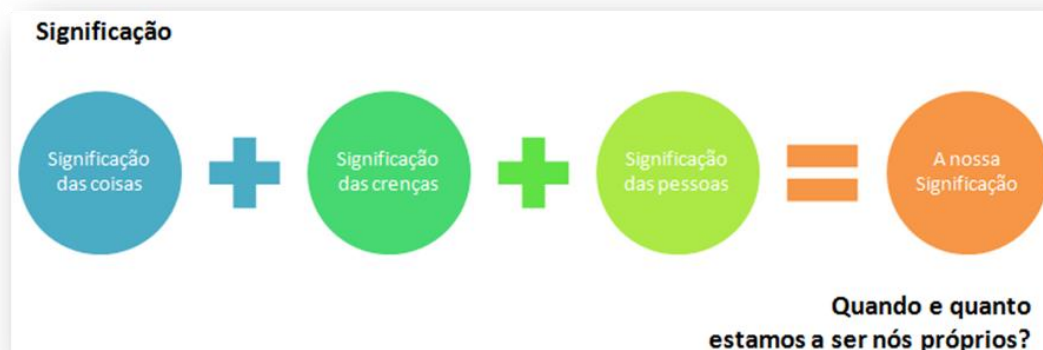 Significação
Significação
das coisas
Significação
das crenças
Significação
das pessoas
A nossa
Significação
Quando e quanto
estamos a ser nós próprios?